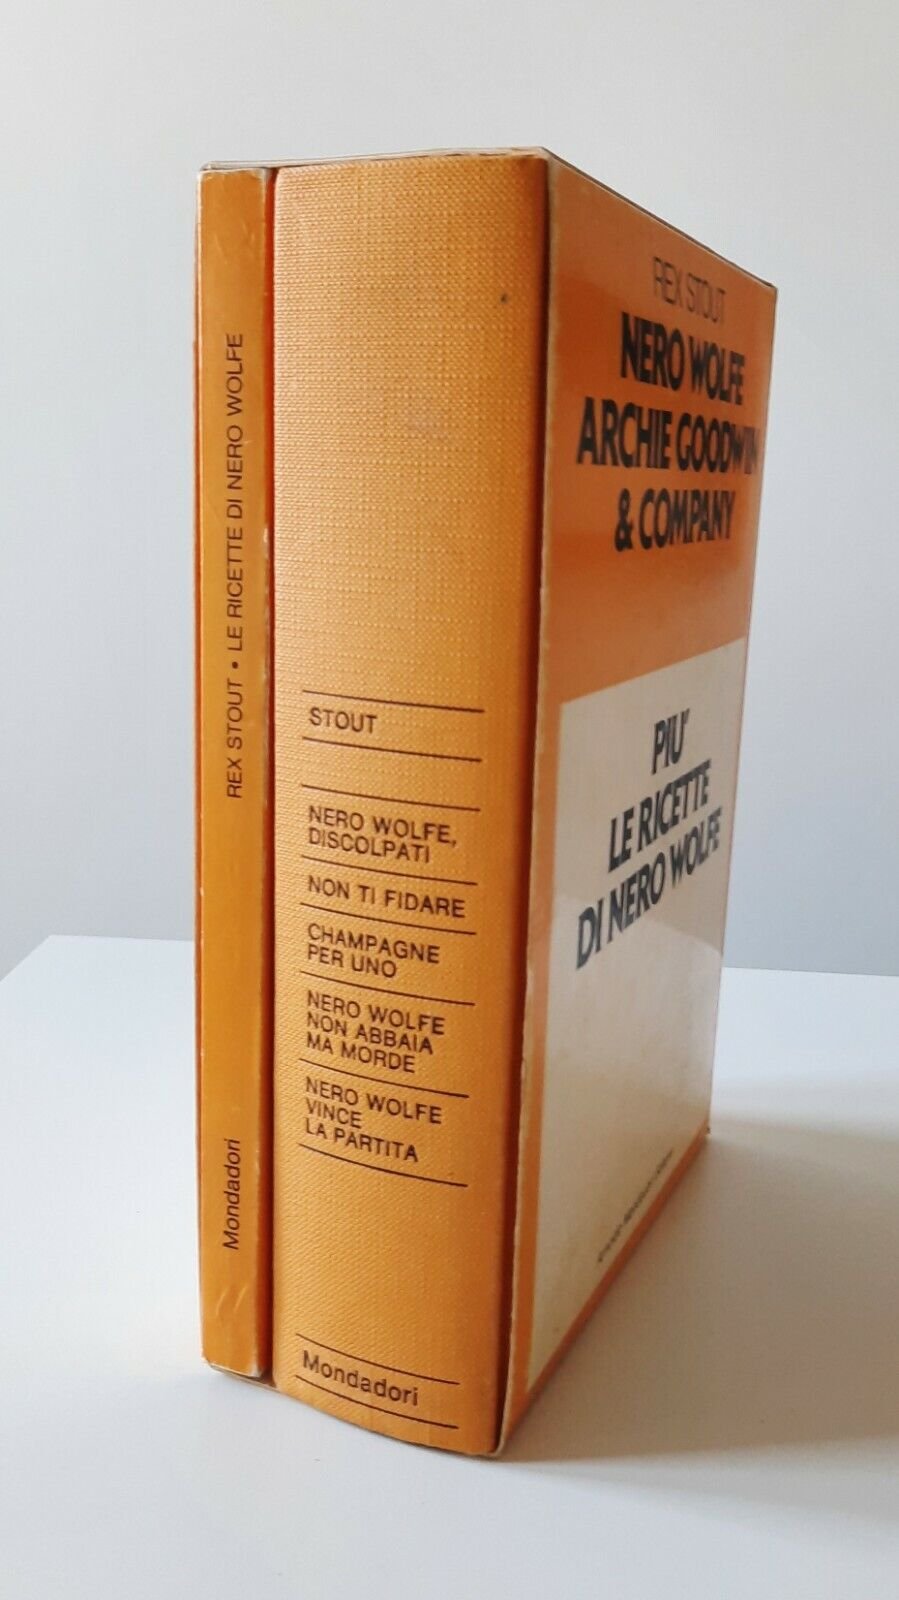 REX STOUT • LE RICETTE DI NERO WOLFE
Mondadori
STOUT
NERO WOLFE,
DISCOLPATI
NON TI FIDARE
CHAMPAGNE
PER UNO
NERO WOLFE
NON ABBAIA
MA MORDE
NERO WOLFE
VINCE
LA PARTITA
Mondadori
REX STOUT
NERO WOLFE
ARCHIE GOODWIN
& COMPANY
PIU'
LE RICETTE
DI NERO WOLFE